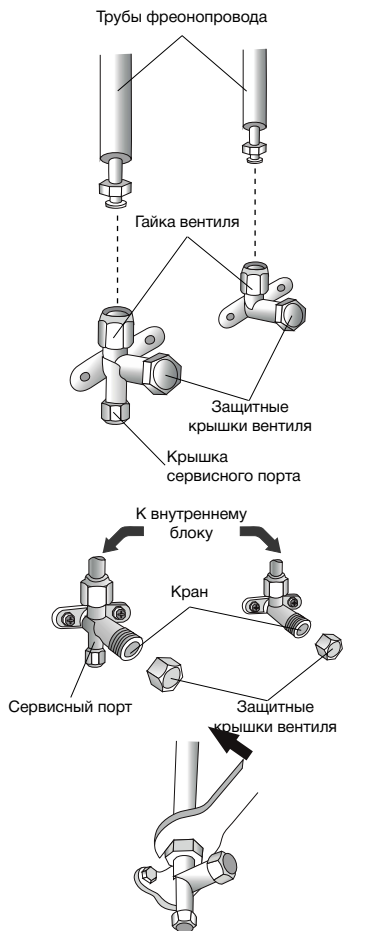 Трубы фреонопровода
Гайка вентиля
Защитные
крышки вентиля
Крышка
сервисного порта
К внутреннему
блоку
Кран
Сервисный порт
Защитные
крышки вентиля